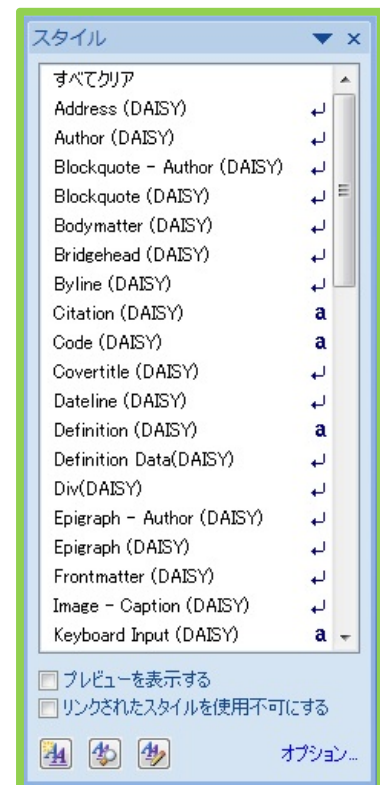 スタイル
すべてクリア
Address (DAISY)
Author (DAISY)
Blockquote - Author (DAISY)
Blockquote (DAISY)
Bodymatter (DAISY)
Bridgehead (DAISY)
Byline (DAISY)
Citation (DAISY) a
Code (DAISY) a
Covertitle (DAISY)
Dateline (DAISY)
Definition (DAISY) a
Definition Data(DAISY)
Div(DAISY)
Epigraph - Author (DAISY)
Epigraph (DAISY)
Frontmatter (DAISY)
Image - Caption (DAISY)
Keyboard Input (DAISY) a
プレビューを表示する
リンクされたスタイルを使用不可にする
オプション...